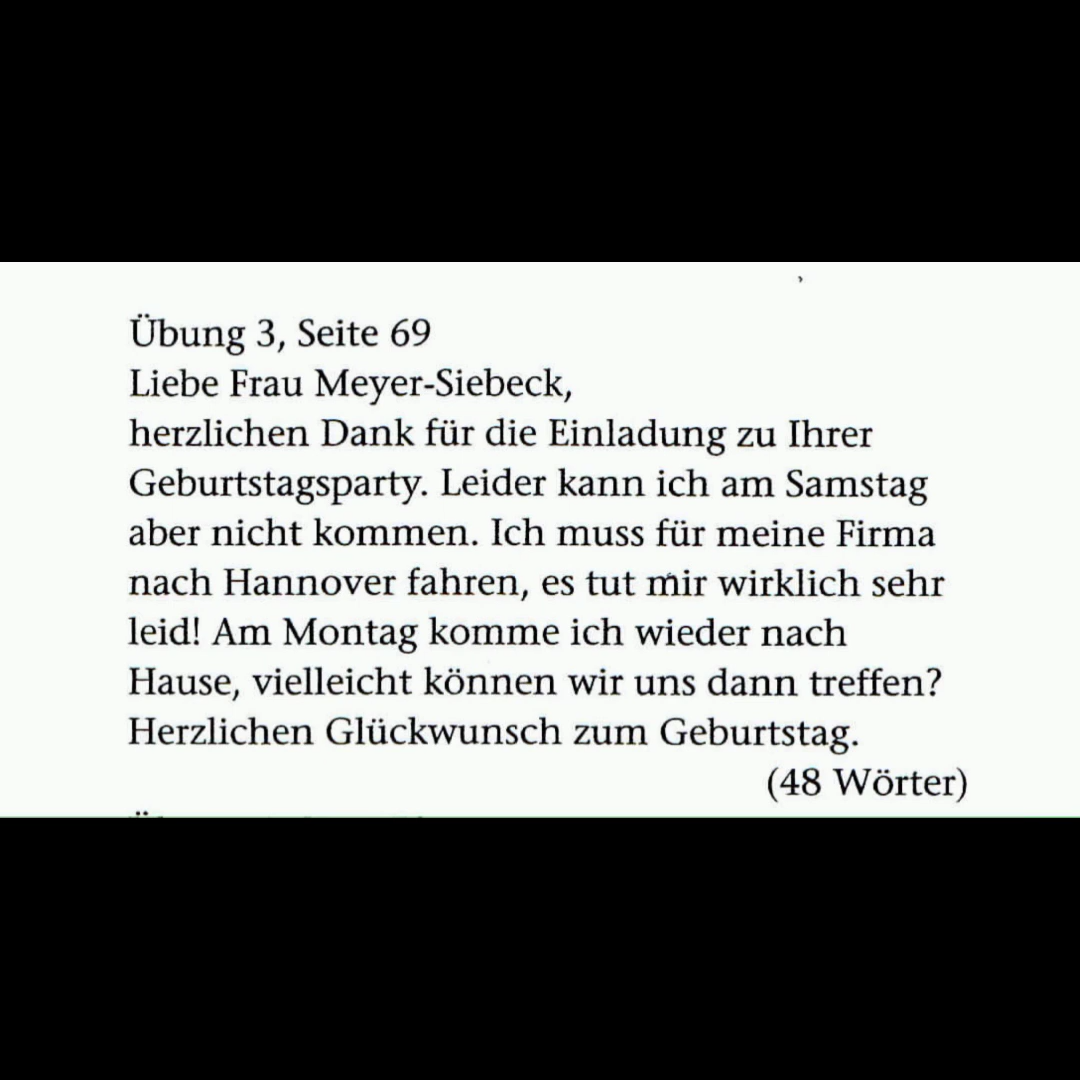 Übung 3, Seite 69
Liebe Frau Meyer-Siebeck,
herzlichen Dank für die Einladung zu Ihrer
Geburtstagsparty. Leider kann ich am Samstag
aber nicht kommen. Ich muss für meine Firma
nach Hannover fahren, es tut mir wirklich sehr
leid! Am Montag komme ich wieder nach
Hause, vielleicht können wir uns dann treffen?
Herzlichen Glückwunsch zum Geburtstag.
(48 Wörter)